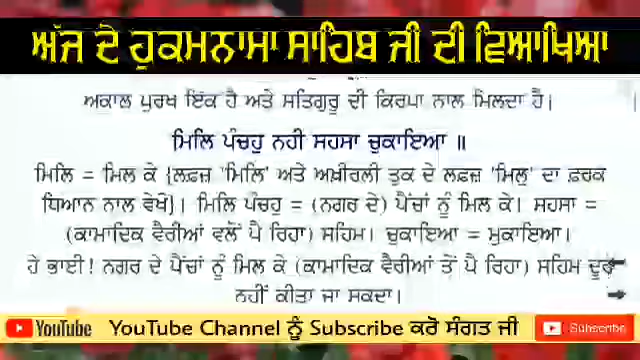 ਅੱਜ ਦੇ ਹੁਕਮਨਾਮਾ ਸਾਹਿਬ ਜੀ ਦੀ ਵਿਆਖਿਆ
ਅਕਾਲ ਪੁਰਖ ਇੱਕ ਹੈ ਅਤੇ ਸਤਿਗੁਰੂ ਦੀ ਕਿਰਪਾ ਨਾਲ ਮਿਲਦਾ ਹੈ।
ਮਿਲਿ ਪੰਚਹੁ ਨਹੀ ਸਹਸਾ ਚੁਕਾਇਆ ॥
ਮਿਲਿ = ਮਿਲ ਕੇ {ਲਫ਼ਜ਼ 'ਮਿਲਿ' ਅਤੇ ਅਖ਼ੀਰਲੀ ਤੁਕ ਦੇ ਲਫ਼ਜ਼ 'ਮਿਲੁ' ਦਾ ਫ਼ਰਕ
ਧਿਆਨ ਨਾਲ ਵੇਖੋ}। ਮਿਲਿ ਪੰਚਹੁ = (ਨਗਰ ਦੇ) ਪੈਂਚਾਂ ਨੂੰ ਮਿਲ ਕੇ। ਸਹਸਾ =
(ਕਾਮਾਦਿਕ ਵੈਰੀਆਂ ਵਲੋਂ ਪੈ ਰਿਹਾ) ਸਹਿਮ। ਚੁਕਾਇਆ = ਮੁਕਾਇਆ।
ਹੇ ਭਾਈ! ਨਗਰ ਦੇ ਪੈਂਚਾਂ ਨੂੰ ਮਿਲ ਕੇ (ਕਾਮਾਦਿਕ ਵੈਰੀਆਂ ਤੋਂ ਪੈ ਰਿਹਾ) ਸਹਿਮ ਦੂਰ
ਨਹੀਂ ਕੀਤਾ ਜਾ ਸਕਦਾ।
YouTube YouTube Channel ਨੂੰ Subscribe ਕਰੋ ਸੰਗਤ ਜੀ Subscribe